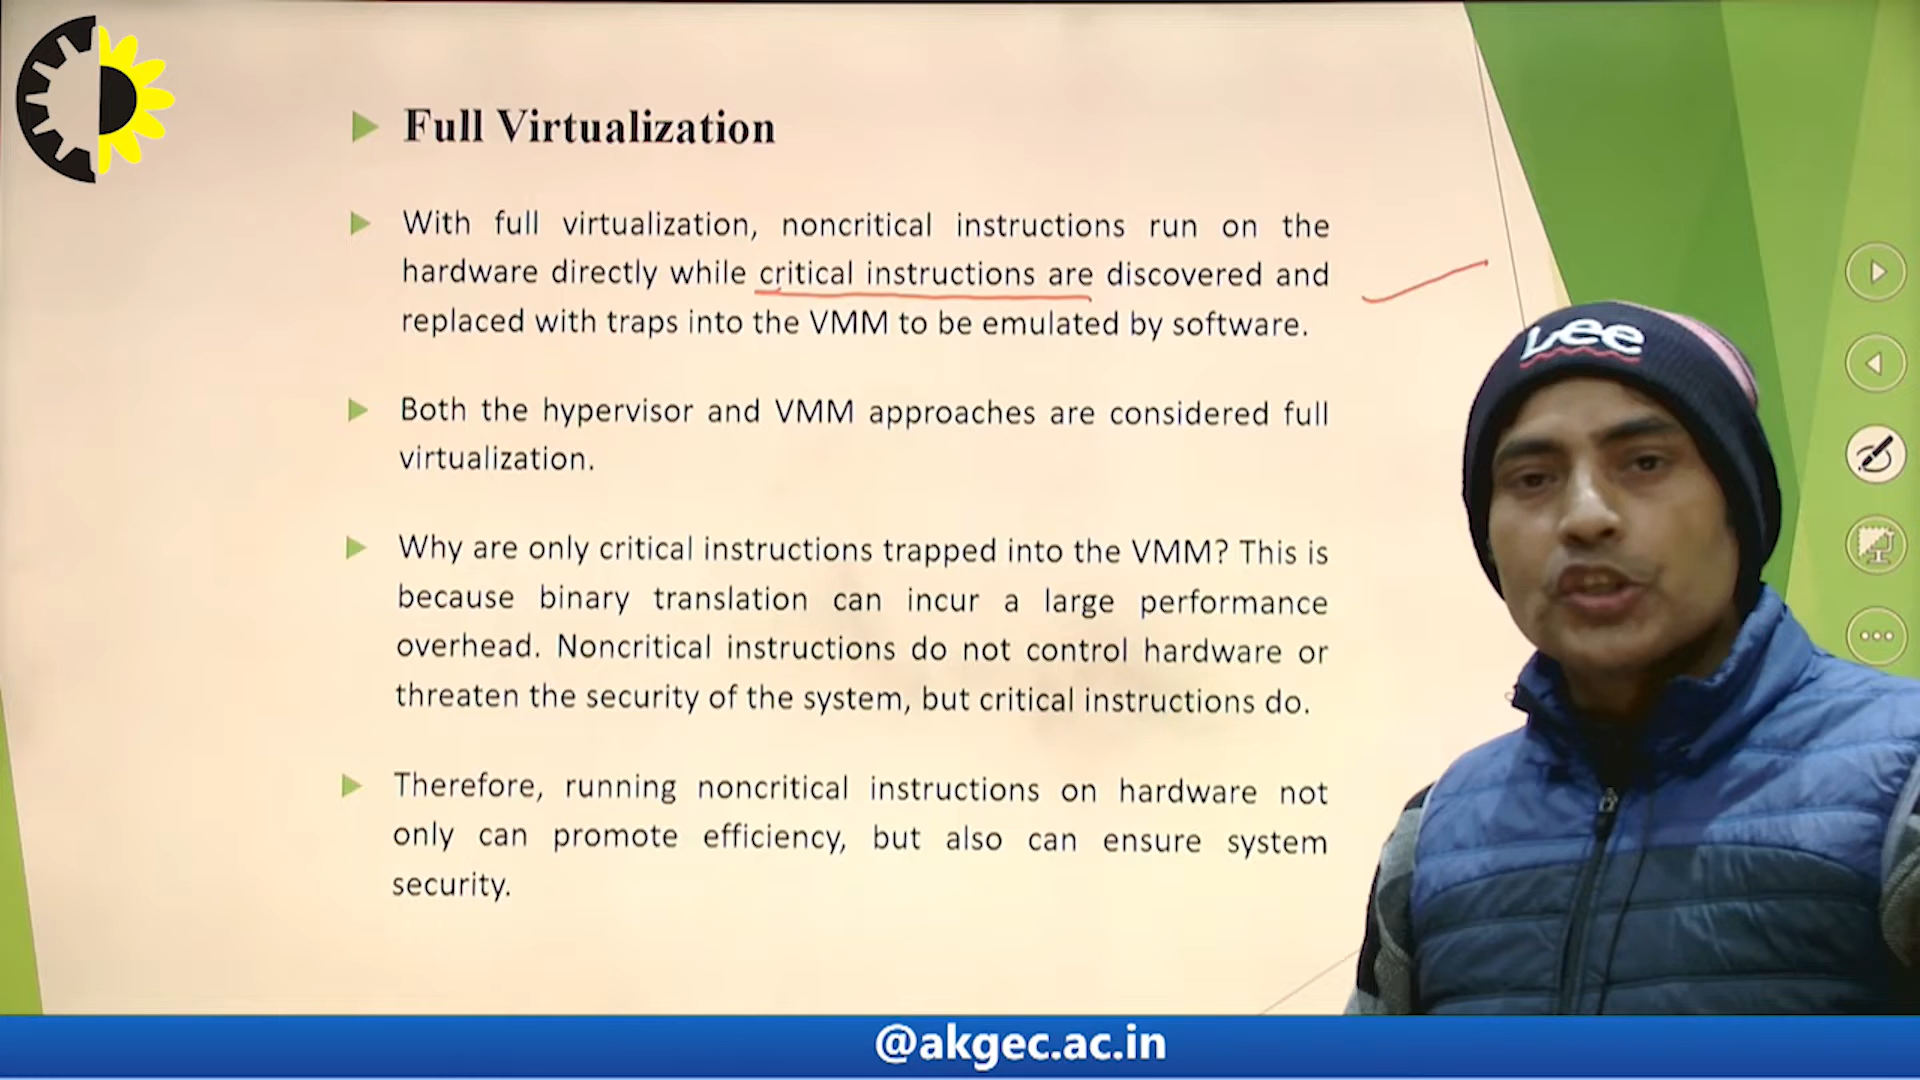 Full Virtualization
With full virtualization, noncritical instructions run on the
hardware directly while critical instructions are discovered and
replaced with traps into the VMM to be emulated by software.
Both the hypervisor and VMM approaches are considered full
virtualization.
Why are only critical instructions trapped into the VMM? This is
because binary translation can incur a large performance
overhead. Noncritical instructions do not control hardware or
threaten the security of the system, but critical instructions do.
Therefore, running noncritical instructions on hardware not
only can promote efficiency, but also can ensure system
security.
Lee
@akgec.ac.in